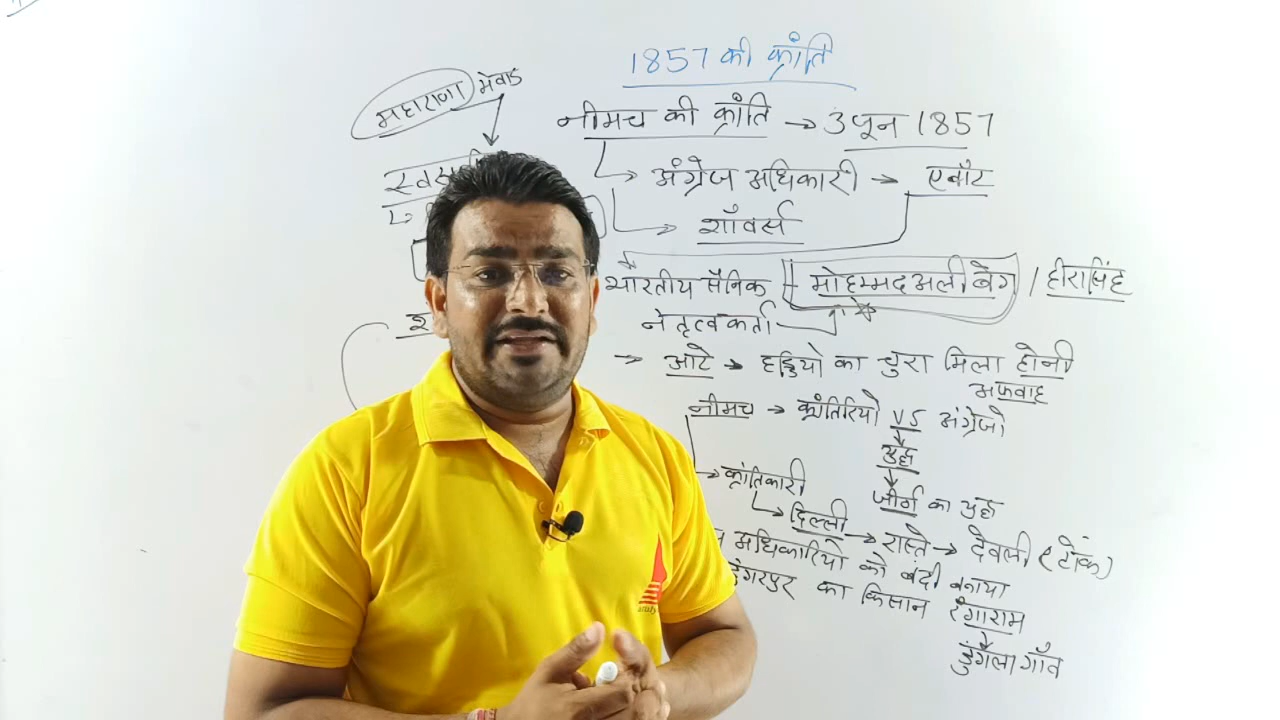 1857 की क्रांति
महाराणा मेवाड
नीमच की क्रांति → 3 जून 1857
अंग्रेज अधिकारी → एबॉट
शॉवर्स
भारतीय सैनिक मोहम्मद अली बेग / हीरासिंह
नेतृत्वकर्ता
→ आटे → हड्डियो का चुरा मिला होनी
अफवाह
नीमच → क्रांतिरियो VS अंग्रेजो
युद्ध
→ क्रांतिकारी
जीर्ण का युद्ध
→ दिल्ली → रास्ते → देवली (टोंक)
अधिकारियो को बंदी बनाया
का किसान रंगाराम
डुंगला गाँव